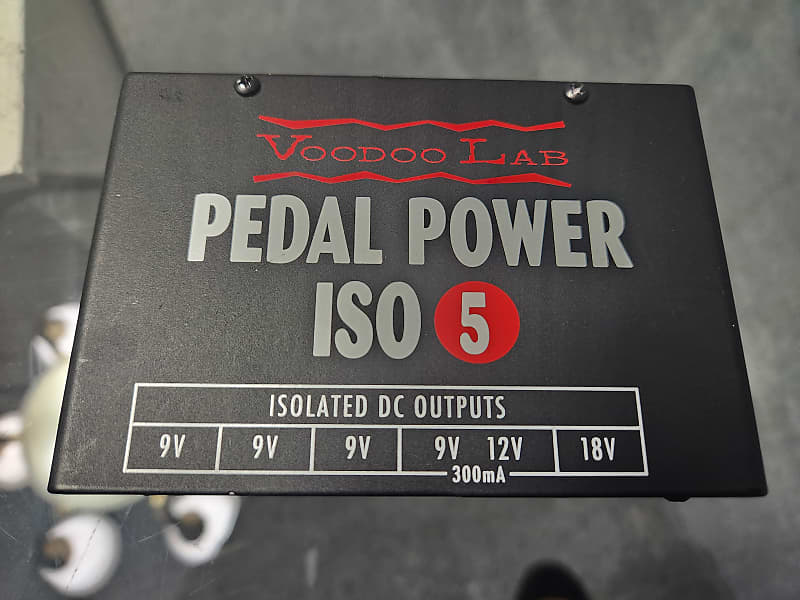 VOODOO LAB
PEDAL POWER
ISO 5
ISOLATED DC OUTPUTS
9V 9V 9V 9V 12V 18V
300mA